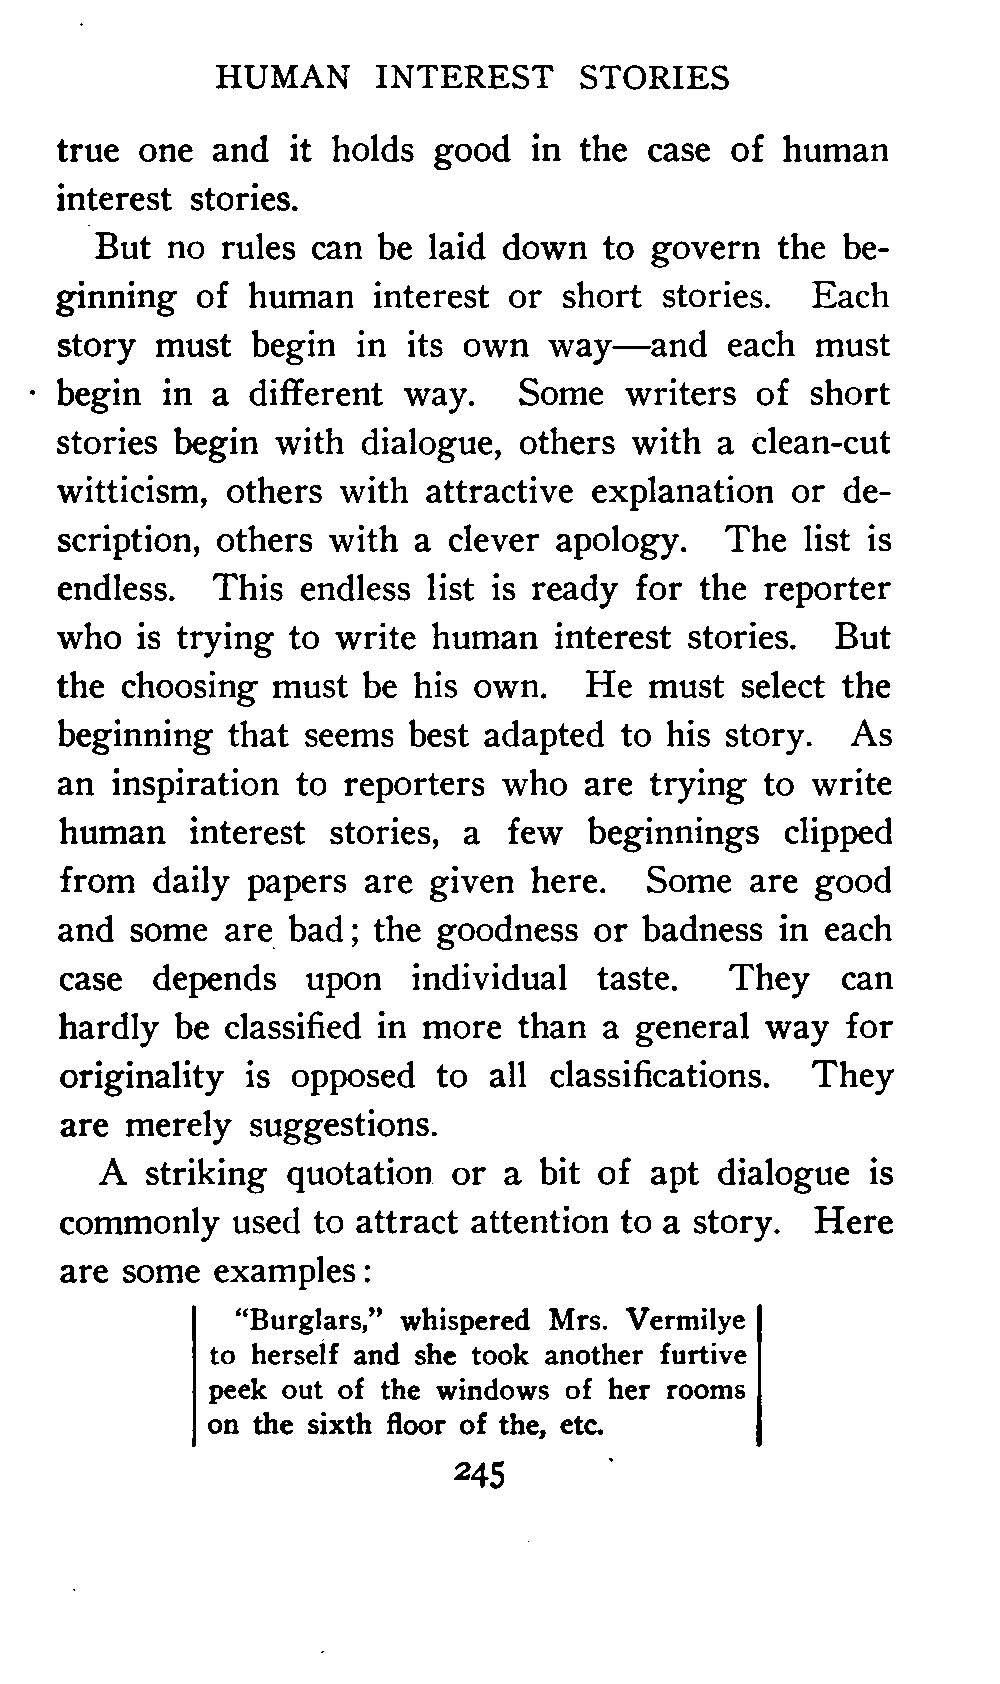 HUMAN INTEREST STORIES
true one and it holds good in the case of human
interest stories.
But no rules can be laid down to govern the be-
ginning of human interest or short stories. Each
story must begin in its own way—and each must
begin in a different way. Some writers of short
stories begin with dialogue, others with a clean-cut
witticism, others with attractive explanation or de-
scription, others with a clever apology. The list is
endless. This endless list is ready for the reporter
who is trying to write human interest stories. But
the choosing must be his own. He must select the
beginning that seems best adapted to his story. As
an inspiration to reporters who are trying to write
human interest stories, a few beginnings clipped
from daily papers are given here. Some are good
and some are bad; the goodness or badness in each
case depends upon individual taste. They can
hardly be classified in more than a general way for
originality is opposed to all classifications. They
are merely suggestions.
A striking quotation or a bit of apt dialogue is
commonly used to attract attention to a story. Here
are some examples:
"Burglars," whispered Mrs. Vermilye
to herself and she took another furtive
peek out of the windows of her rooms
on the sixth floor of the, etc.
245